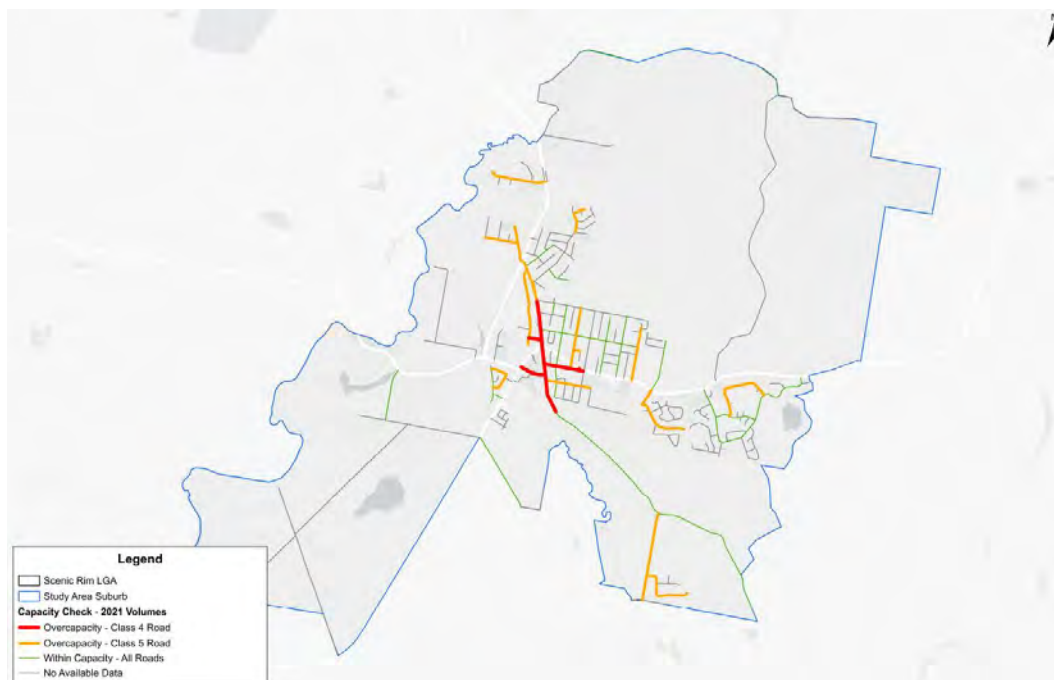 Legend
Scenic Rim LGA
Study Area Suburb
Capacity Check - 2021 Volumes
Overcapacity - Class 4 Road
Overcapacity - Class 5 Road
Within Capacity - All Roads
No Available Data